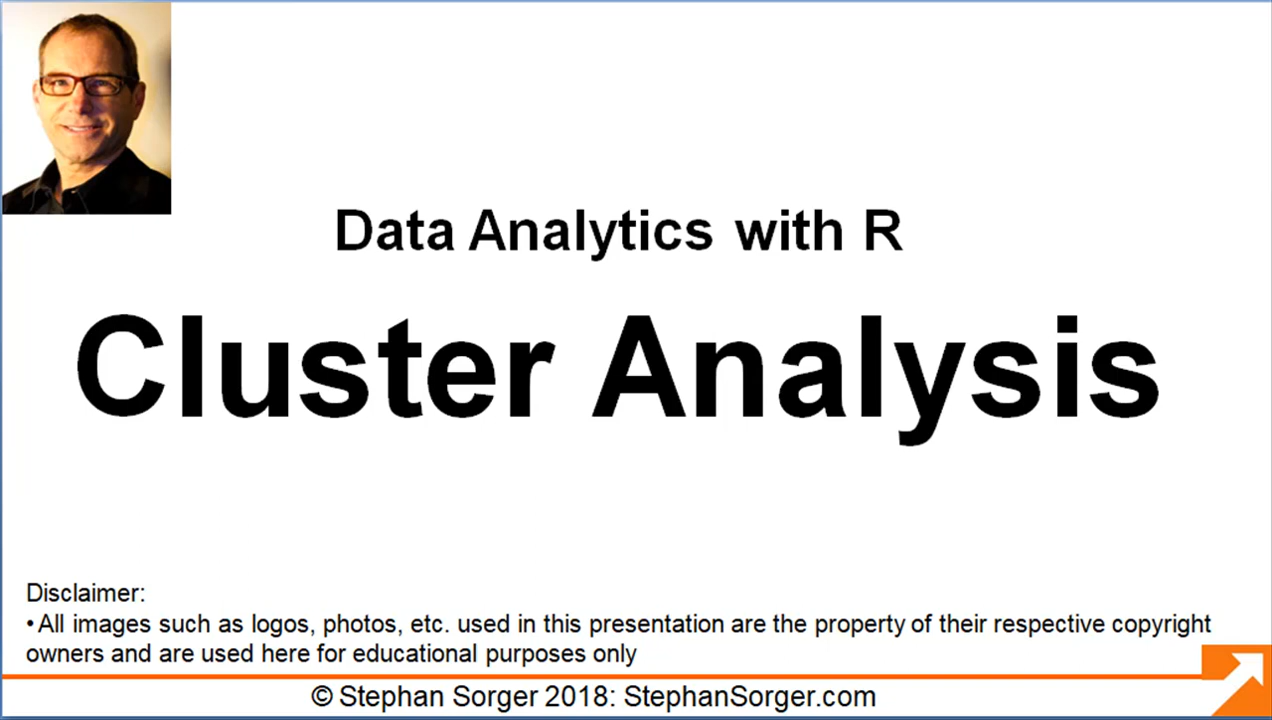 Data Analytics with R
Cluster Analysis
Disclaimer:
•All images such as logos, photos, etc. used in this presentation are the property of their respective copyright
owners and are used here for educational purposes only
© Stephan Sorger 2018: StephanSorger.com